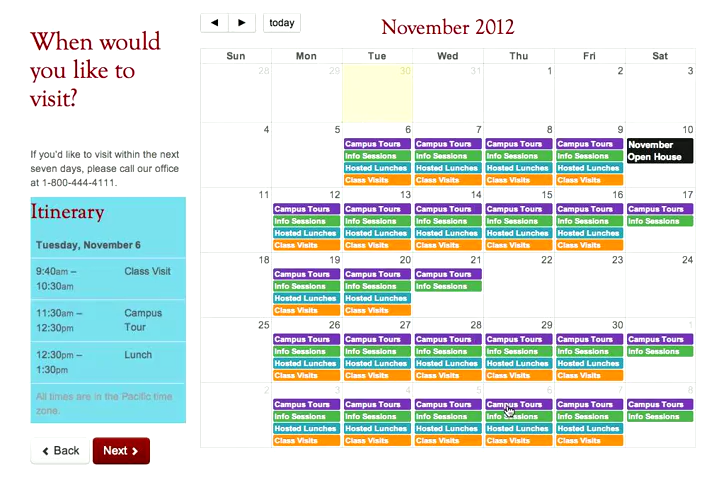 When would
you like to
visit?
If you'd like to visit within the next
seven days, please call our office
at 1-800-444-4111.
Itinerary
Tuesday, November 6
9:40am –
10:30am
Class Visit
11:30am –
12:30pm
Campus
Tour
12:30pm –
1:30pm
Lunch
All times are in the Pacific time
zone.
Back
Next
today
November 2012
Sun Mon Tue Wed Thu Fri Sat
28 29 30 31 1 2 3
4 5 6 7 8 9 10
Campus Tours Campus Tours Campus Tours Campus Tours November
Info Sessions Info Sessions Info Sessions Info Sessions Open House
Hosted Lunches Hosted Lunches Hosted Lunches Hosted Lunches
Class Visits Class Visits Class Visits Class Visits
11 12 13 14 15 16 17
Campus Tours Campus Tours Campus Tours Campus Tours Campus Tours Campus Tours
Info Sessions Info Sessions Info Sessions Info Sessions Info Sessions Info Sessions
Hosted Lunches Hosted Lunches Hosted Lunches Hosted Lunches Hosted Lunches
Class Visits Class Visits Class Visits Class Visits Class Visits
18 19 20 21 22 23 24
Campus Tours Campus Tours Campus Tours
Info Sessions Info Sessions Info Sessions
Hosted Lunches Hosted Lunches
Class Visits Class Visits
25 26 27 28 29 30 1
Campus Tours Campus Tours Campus Tours Campus Tours Campus Tours Campus Tours
Info Sessions Info Sessions Info Sessions Info Sessions Info Sessions Info Sessions
Hosted Lunches Hosted Lunches Hosted Lunches Hosted Lunches Hosted Lunches
Class Visits Class Visits Class Visits Class Visits Class Visits
2 3 4 5 6 7 8
Campus Tours Campus Tours Campus Tours Campus Tours Campus Tours Campus Tours
Info Sessions Info Sessions Info Sessions Info Sessions Info Sessions Info Sessions
Hosted Lunches Hosted Lunches Hosted Lunches Hosted Lunches Hosted Lunches
Class Visits Class Visits Class Visits Class Visits Class Visits